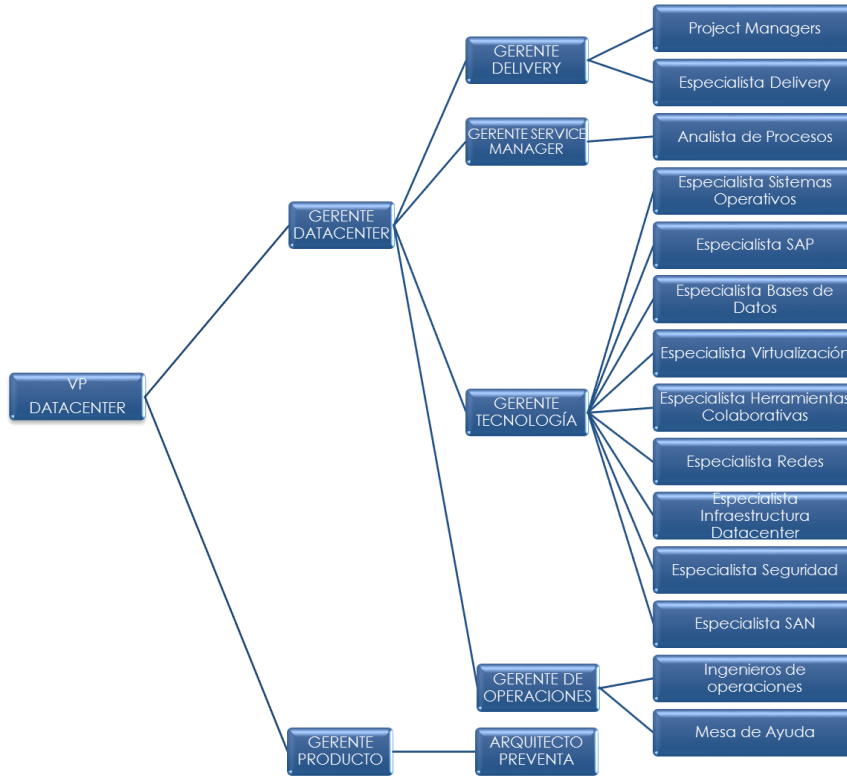 VP
DATACENTER
GERENTE
DATACENTER
GERENTE
PRODUCTO
GERENTE
DELIVERY
GERENTE SERVICE
MANAGER
GERENTE
TECNOLOGÍA
GERENTE DE
OPERACIONES
ARQUITECTO
PREVENTA
Project Managers
Especialista Delivery
Analista de Procesos
Especialista Sistemas
Operativos
Especialista SAP
Especialista Bases de
Datos
Especialista Virtualización
Especialista Herramientas
Colaborativas
Especialista Redes
Especialista
Infraestructura
Datacenter
Especialista Seguridad
Especialista SAN
Ingenieros de
operaciones
Mesa de Ayuda